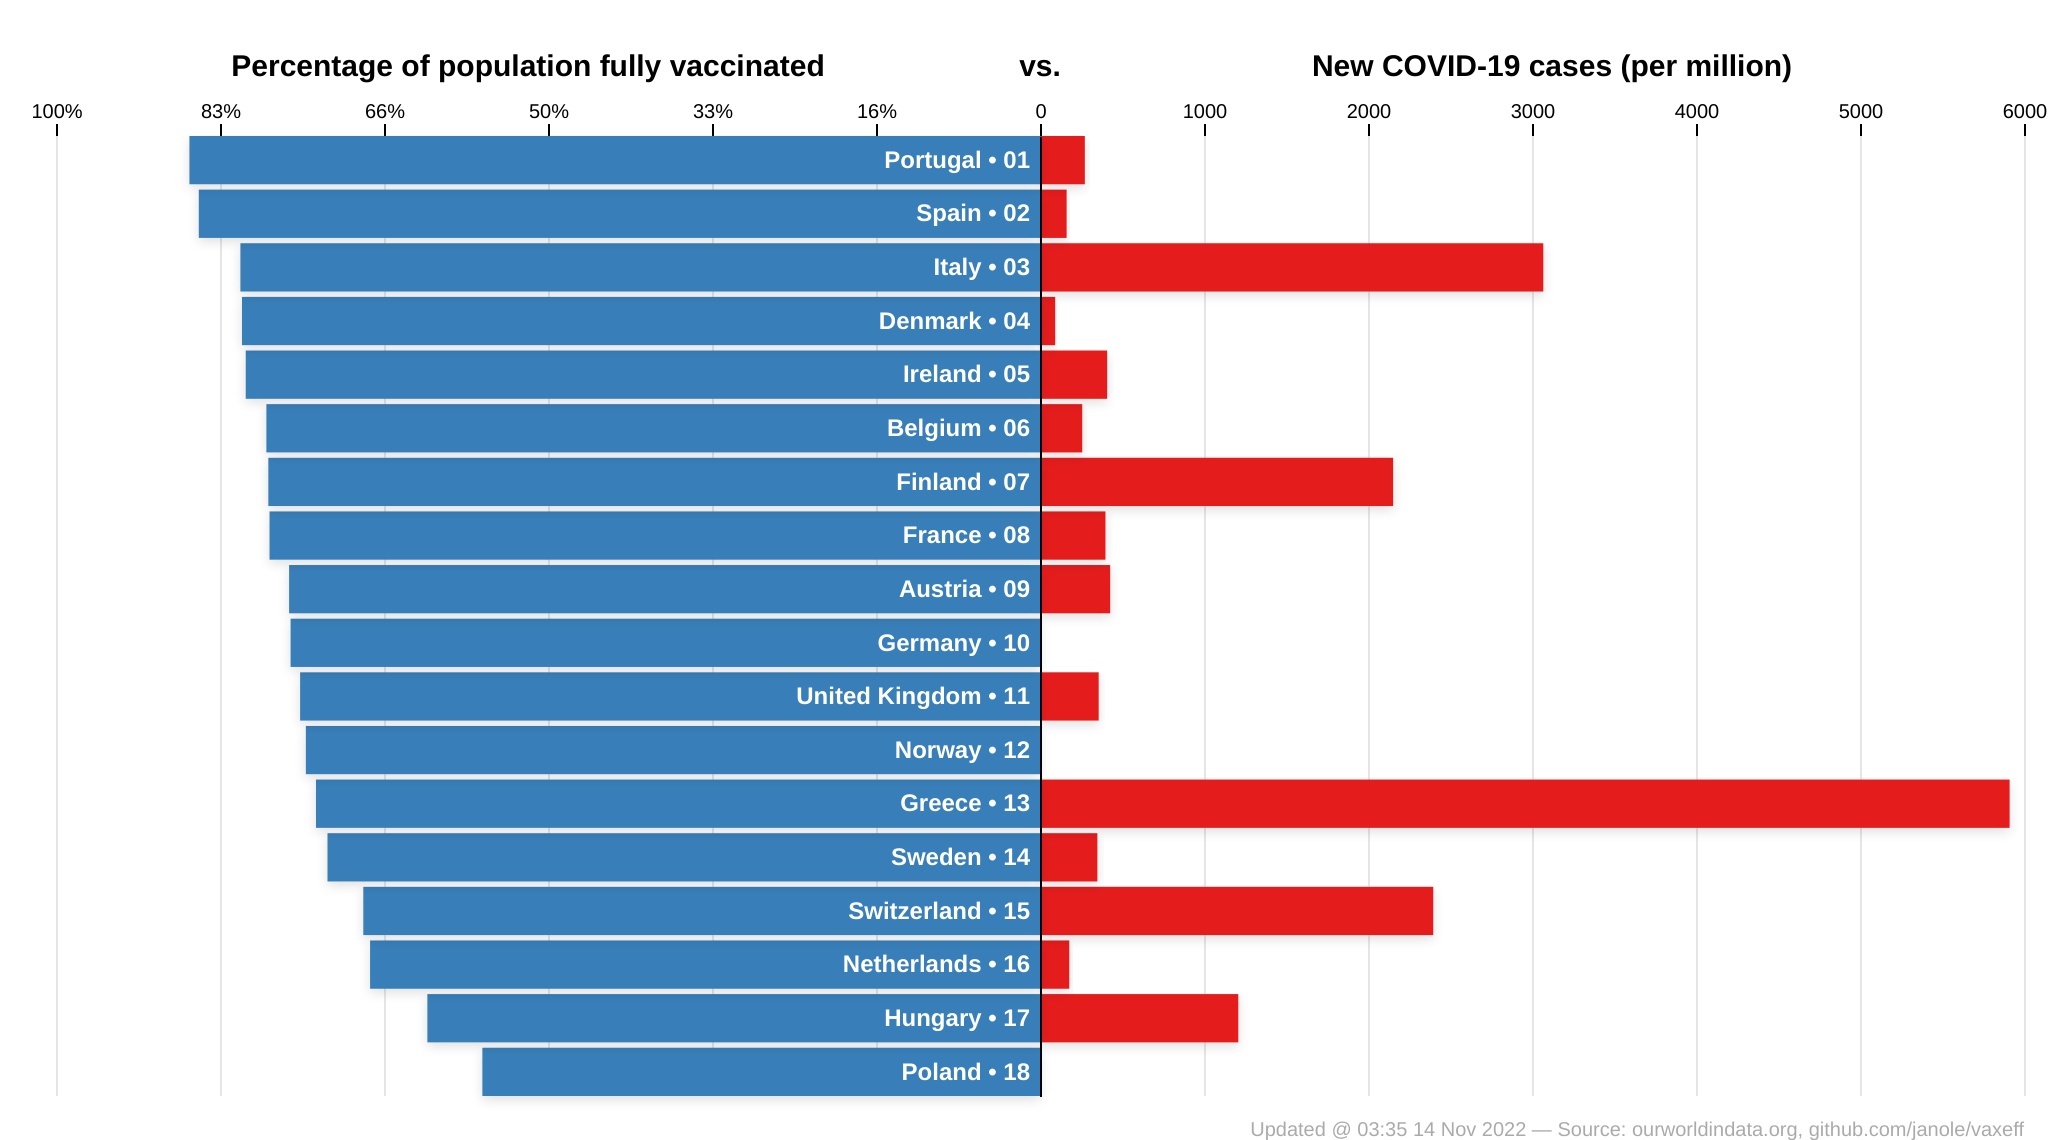 Percentage of population fully vaccinated vs. New COVID-19 cases (per million)
100% 83% 66% 50% 33% 16% 0 1000 2000 3000 4000 5000 6000
Portugal • 01
Spain • 02
Italy • 03
Denmark • 04
Ireland • 05
Belgium • 06
Finland • 07
France • 08
Austria • 09
Germany • 10
United Kingdom • 11
Norway • 12
Greece • 13
Sweden • 14
Switzerland • 15
Netherlands • 16
Hungary • 17
Poland • 18
Updated @ 03:35 14 Nov 2022 — Source: ourworldindata.org, github.com/janole/vaxeff